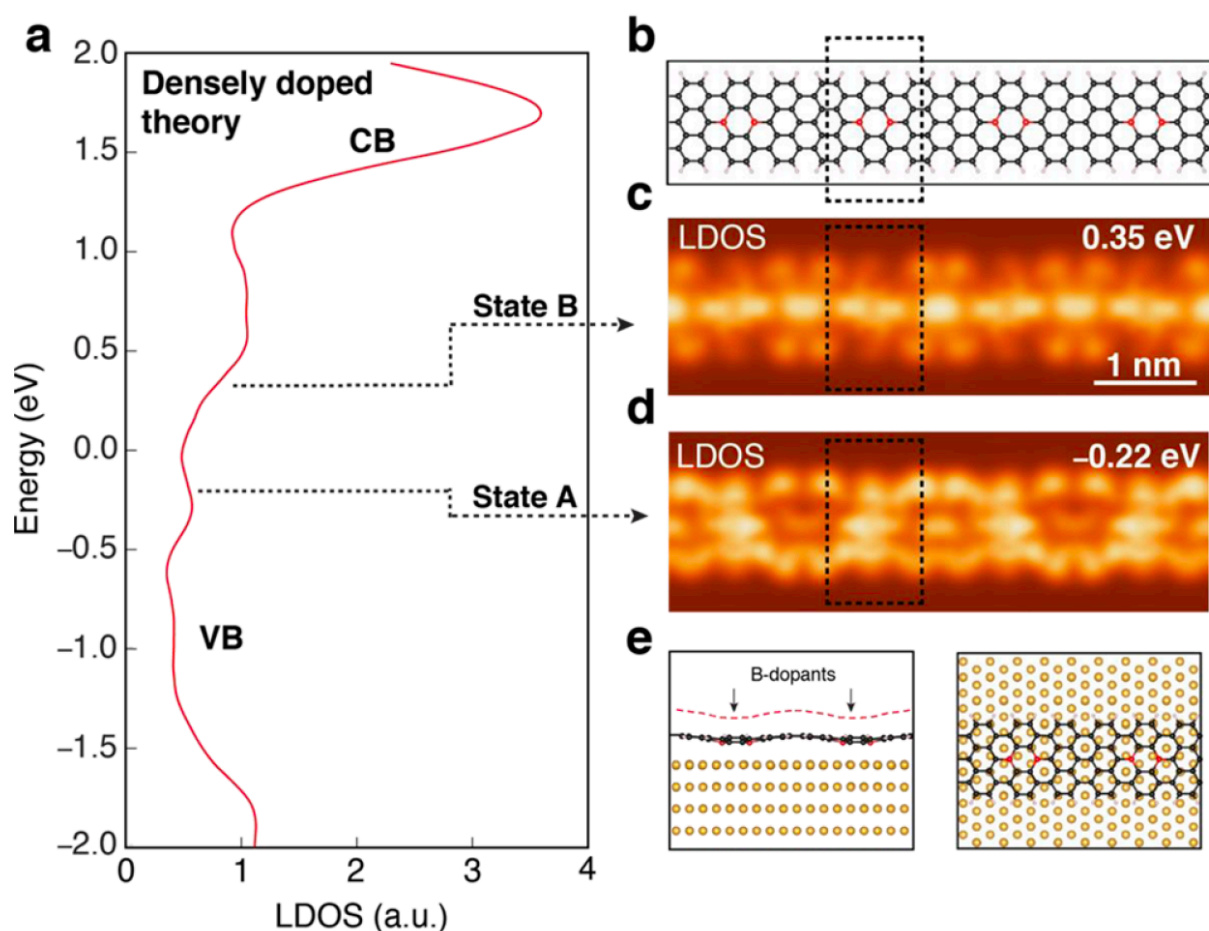 a
2.0
1.5
1.0
0.5
0.0
−0.5
−1.0
−1.5
−2.0
Energy (eV)
Densely doped
theory
CB
State B
State A
VB
0
1
2
3
4
LDOS (a.u.)
b
c
LDOS
0.35 eV
1 nm
d
LDOS
−0.22 eV
e
B-dopants